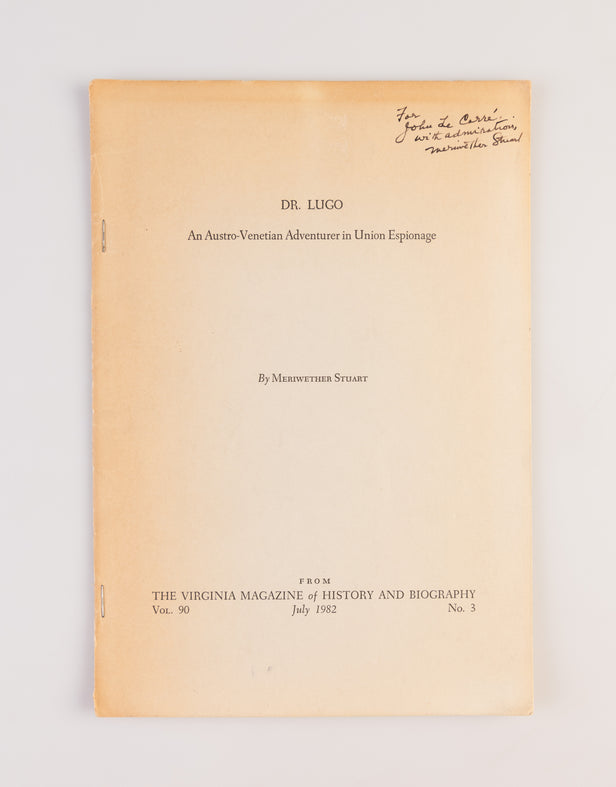 For
John Le Carré.
with admiration,
Meriwether Stuart
DR. LUGO
An Austro-Venetian Adventurer in Union Espionage
By MERIWETHER STUART
FROM
THE VIRGINIA MAGAZINE of HISTORY AND BIOGRAPHY
VOL. 90 July 1982 No. 3